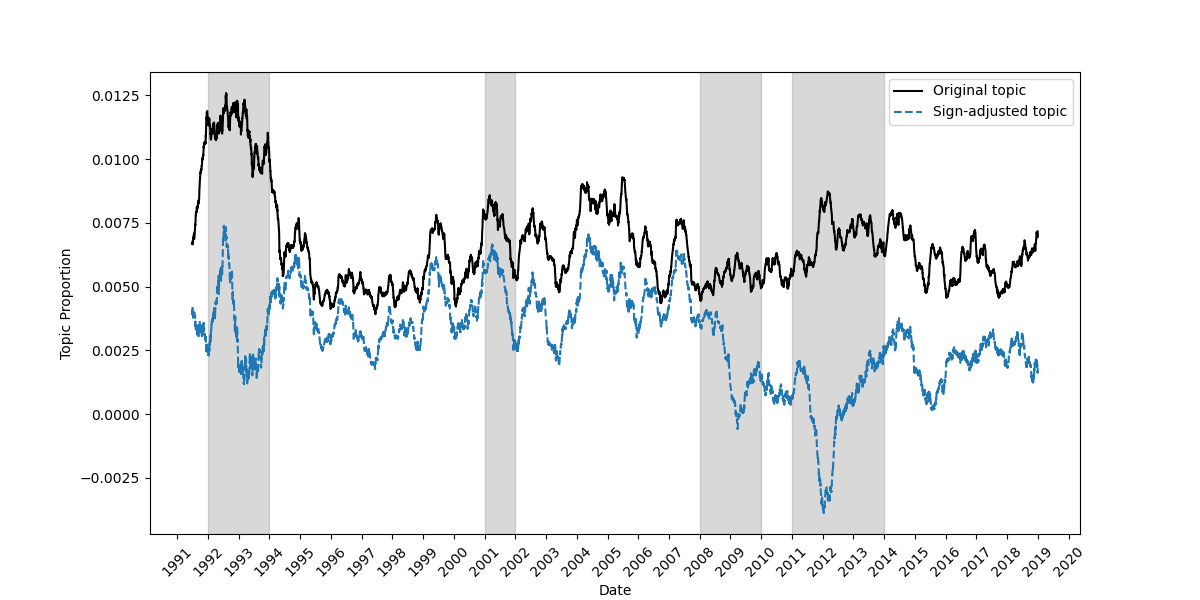 Original topic
Sign-adjusted topic
0.0125
0.0100
0.0075
0.0050
0.0025
0.0000
−0.0025
Topic Proportion
1991 1992 1993 1994 1995 1996 1997 1998 1999 2000 2001 2002 2003 2004 2005 2006 2007 2008 2009 2010 2011 2012 2013 2014 2015 2016 2017 2018 2019 2020
Date